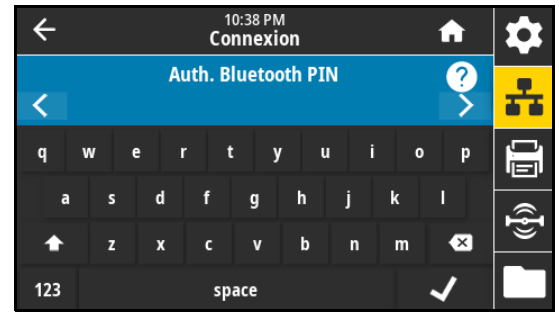 10:38 PM
Connexion
Auth. Bluetooth PIN
?
q w e r t y u i o p
a s d f g h j k l
z x c v b n m
123 space